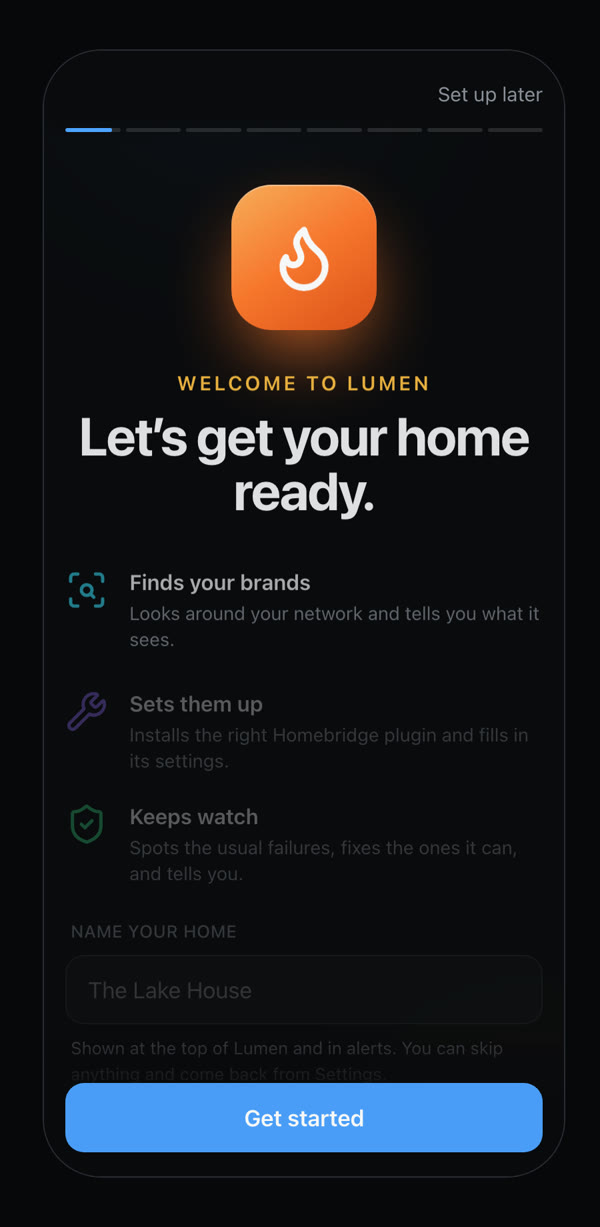 Set up later
WELCOME TO LUMEN
Let’s get your home
ready.
Finds your brands
Looks around your network and tells you what it
sees.
Sets them up
Installs the right Homebridge plugin and fills in
its settings.
Keeps watch
Spots the usual failures, fixes the ones it can,
and tells you.
NAME YOUR HOME
The Lake House
Shown at the top of Lumen and in alerts. You can skip
anything and come back from Settings.
Get started